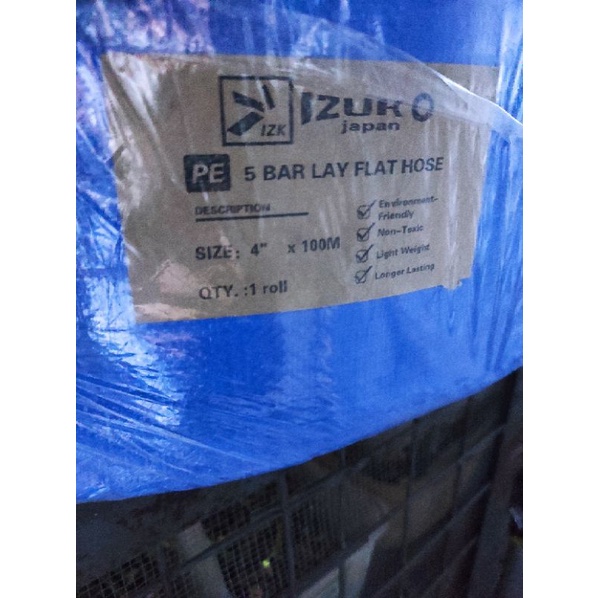 IZK
IZUKO
japan
PE 5 BAR LAY FLAT HOSE
DESCRIPTION
SIZE: 4" x 100M
QTY. :1 roll
Environment-
Friendly
Non-Toxic
Light Weight
Longer Lasting